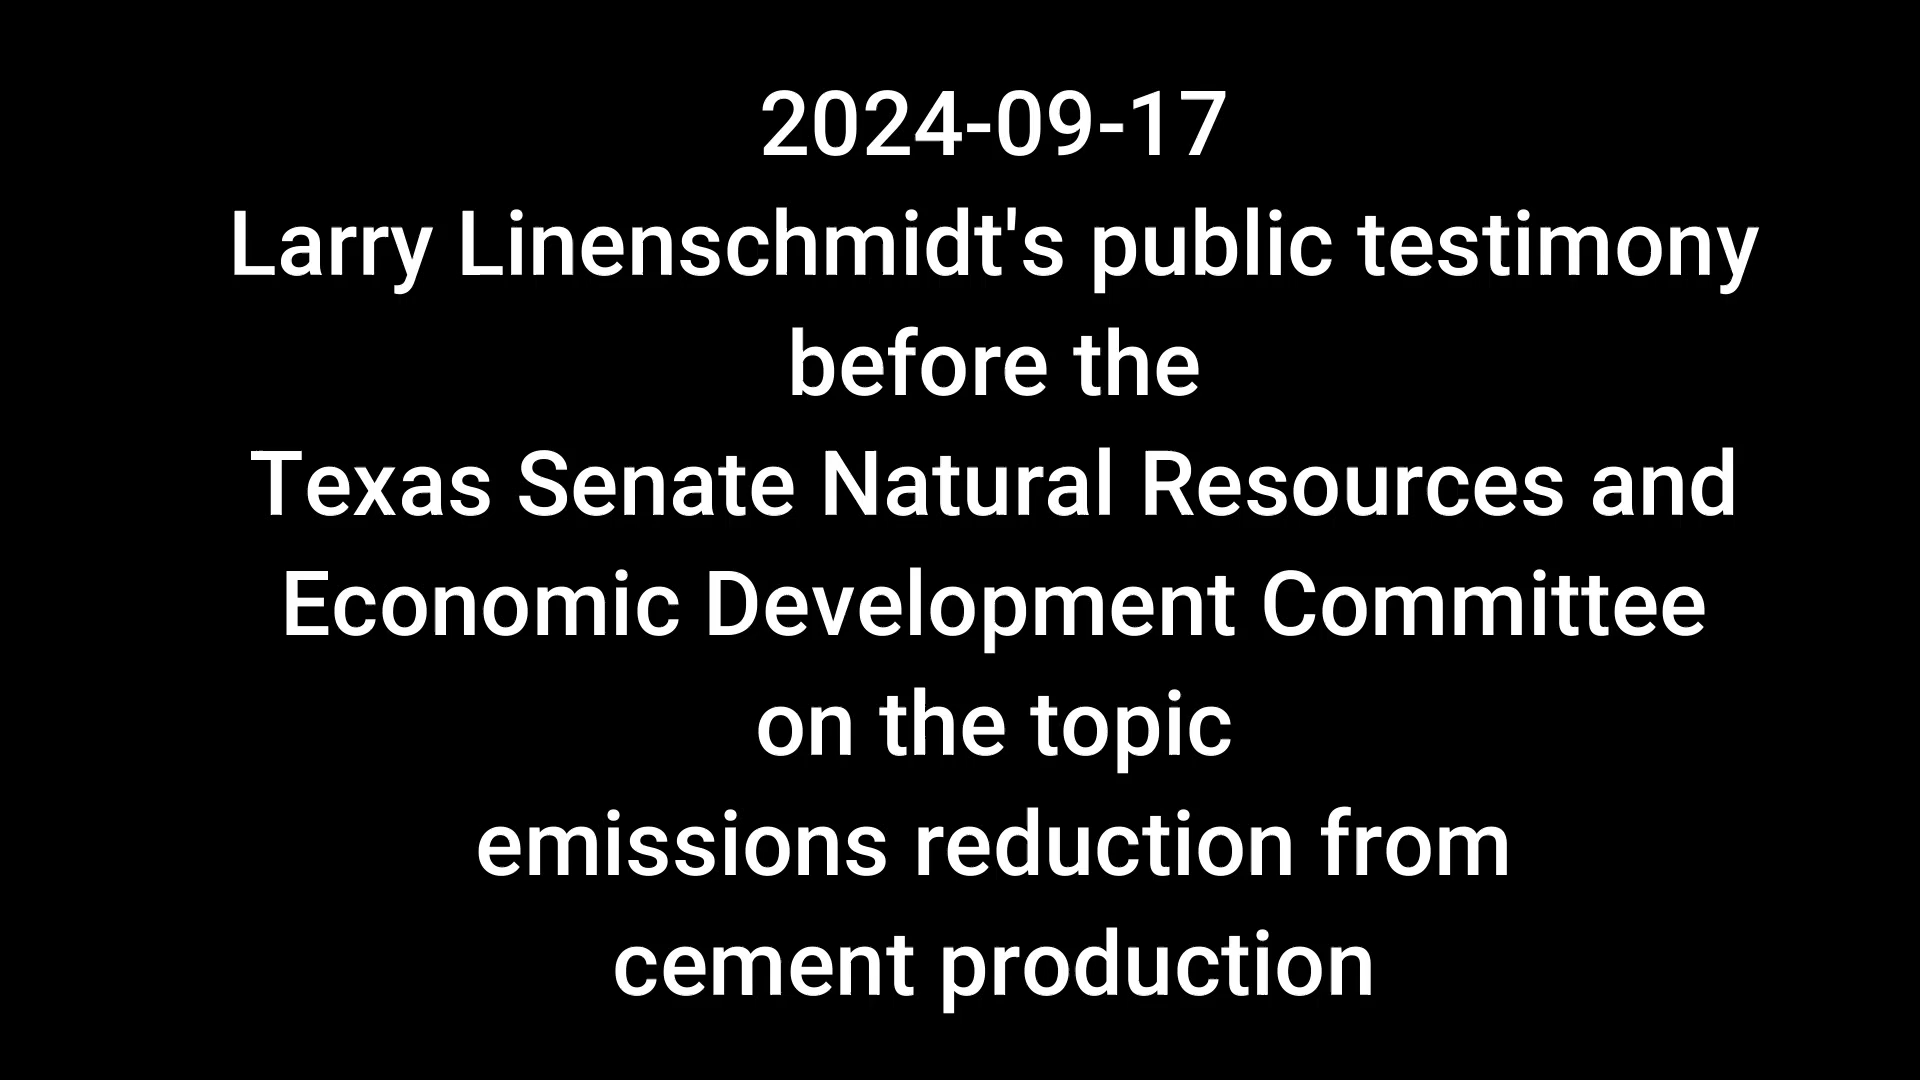 2024-09-17
Larry Linenschmidt's public testimony
before the
Texas Senate Natural Resources and
Economic Development Committee
on the topic
emissions reduction from
cement production